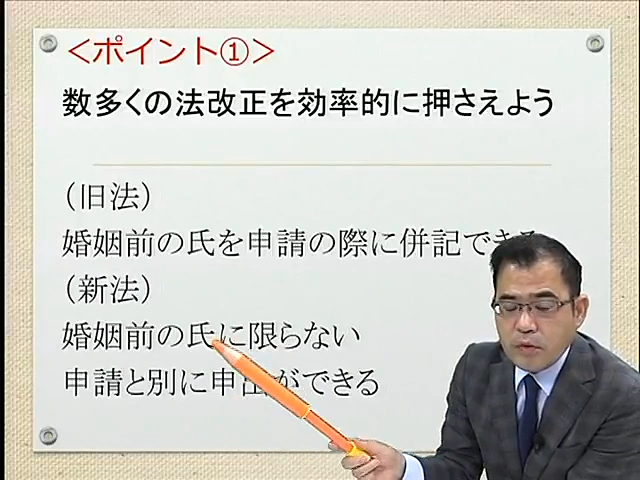 ＜ポイント①＞
数多くの法改正を効率的に押さえよう
（旧法）
婚姻前の氏を申請の際に併記できる
（新法）
婚姻前の氏に限らない
申請と別に申出ができる